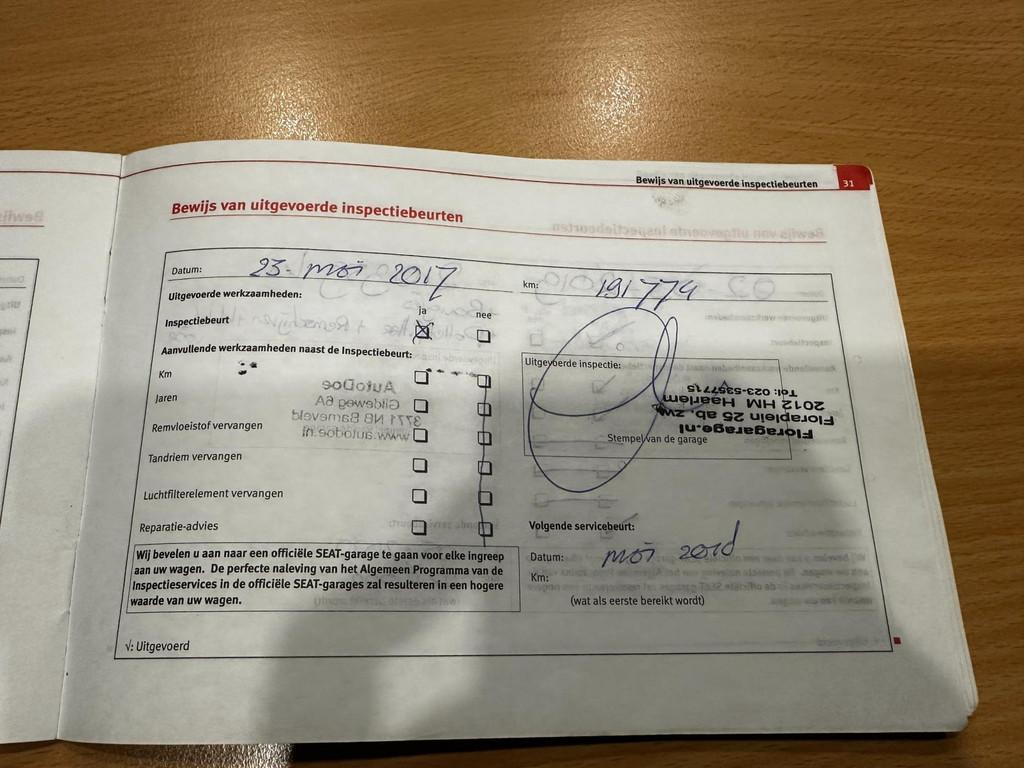 Bewijs van uitgevoerde inspectiebeurten 31
Bewijs van uitgevoerde inspectiebeurten
Datum: 23- mei 2017 km: 191774
Uitgevoerde werkzaamheden:
ja nee
Inspectiebeurt
Aanvullende werkzaamheden naast de Inspectiebeurt:
Km
Jaren
Remvloeistof vervangen
Tandriem vervangen
Luchtfilterelement vervangen
Reparatie-advies
Wij bevelen u aan naar een officiële SEAT-garage te gaan voor elke ingreep
aan uw wagen. De perfecte naleving van het Algemeen Programma van de
Inspectieservices in de officiële SEAT-garages zal resulteren in een hogere
waarde van uw wagen.
√: Uitgevoerd
Uitgevoerde inspectie:
Floragarage.nl
Floraplein 25 ab, zw
2012 HM Haarlem
Tel: 023-5357715
Stempel van de garage
Volgende servicebeurt:
Datum: mei 2018
Km:
(wat als eerste bereikt wordt)
AutoDoc
Gildeweg 6A
3771 NB Barneveld
www.autodoc.nl